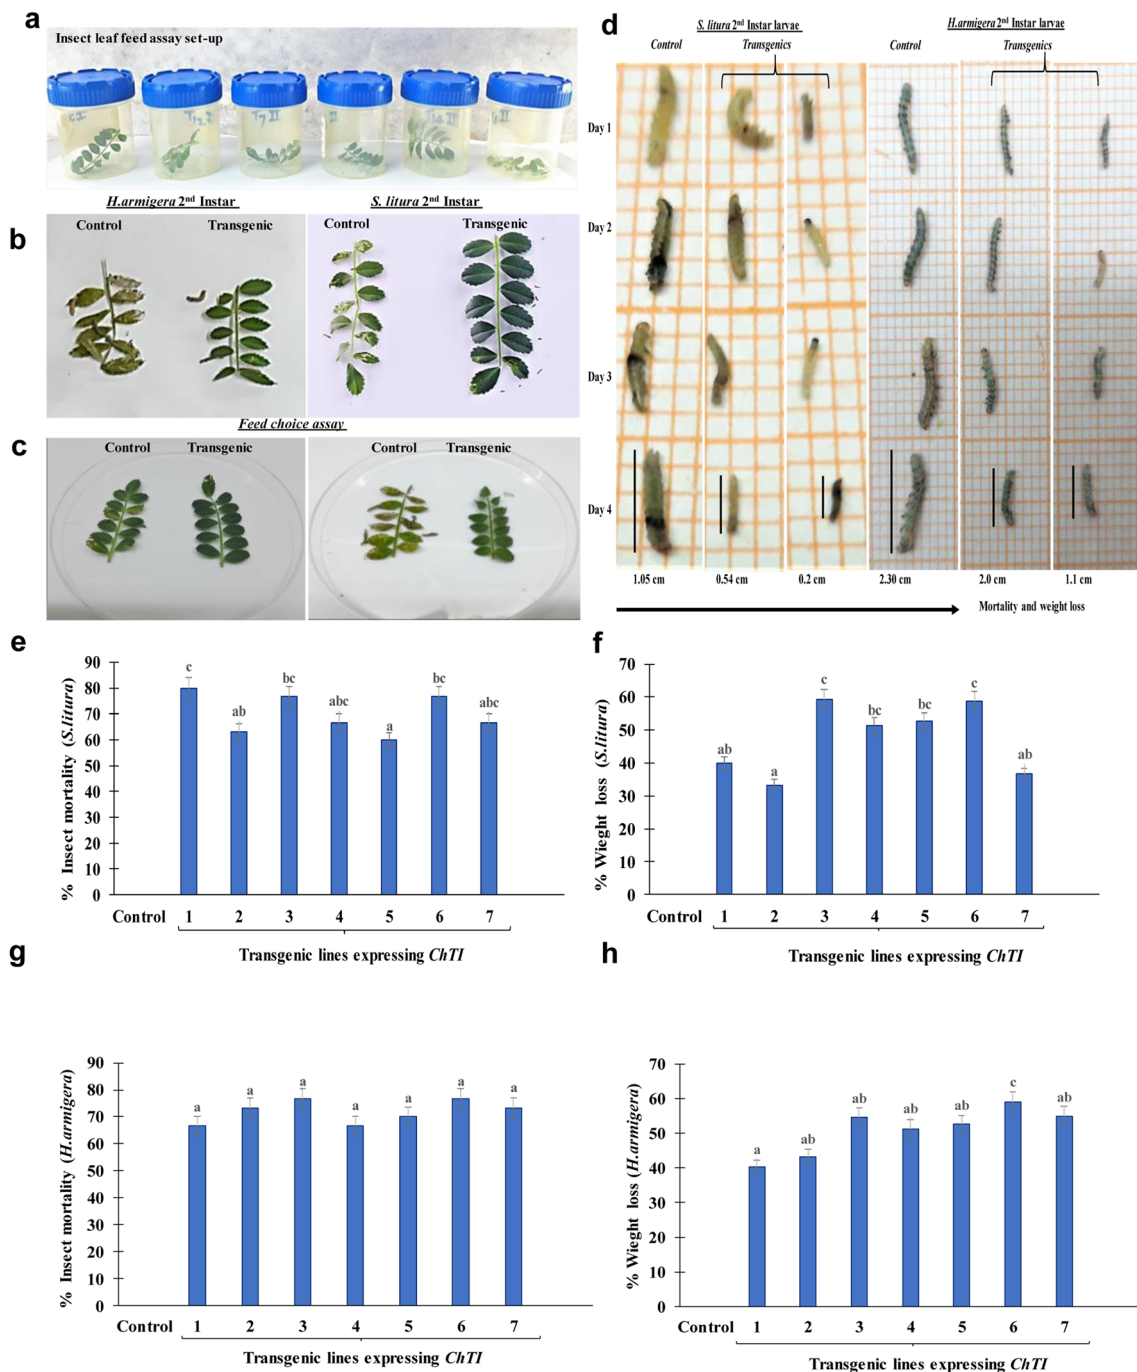 a
Insect leaf feed assay set-up
H.armigera 2nd Instar
S. litura 2nd Instar
b
Control
Transgenic
Control
Transgenic
Feed choice assay
c
Control
Transgenic
Control
Transgenic
d
S. litura 2nd Instar larvae
H.armigera 2nd Instar larvae
Control
Transgenics
Control
Transgenics
Day 1
Day 2
Day 3
Day 4
1.05 cm
0.54 cm
0.2 cm
2.30 cm
2.0 cm
1.1 cm
Mortality and weight loss
e
% Insect mortality (S.litura)
90
80
70
60
50
40
30
20
10
0
c
ab
bc
abc
a
bc
abc
Control 1 2 3 4 5 6 7
Transgenic lines expressing ChTI
f
% Wieght loss (S.litura)
70
60
50
40
30
20
10
0
ab
a
c
bc
bc
c
ab
Control 1 2 3 4 5 6 7
Transgenic lines expressing ChTI
g
% Insect mortality (H.armigera)
90
80
70
60
50
40
30
20
10
0
a
a
a
a
a
a
a
Control 1 2 3 4 5 6 7
Transgenic lines expressing ChTI
h
% Wieght loss (H.armigera)
70
60
50
40
30
20
10
0
a
ab
ab
ab
ab
c
ab
Control 1 2 3 4 5 6 7
Transgenic lines expressing ChTI